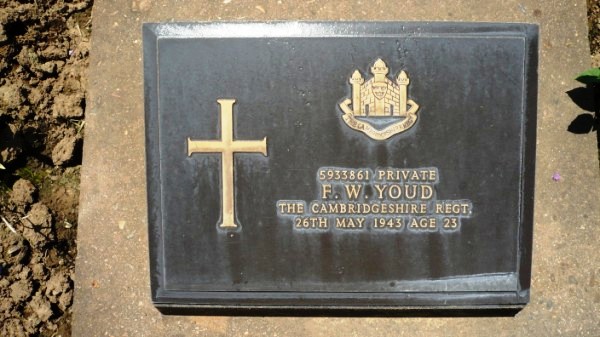 5933861 PRIVATE
F. W. YOUD
THE CAMBRIDGESHIRE REGT.
26TH MAY 1943 AGE 23